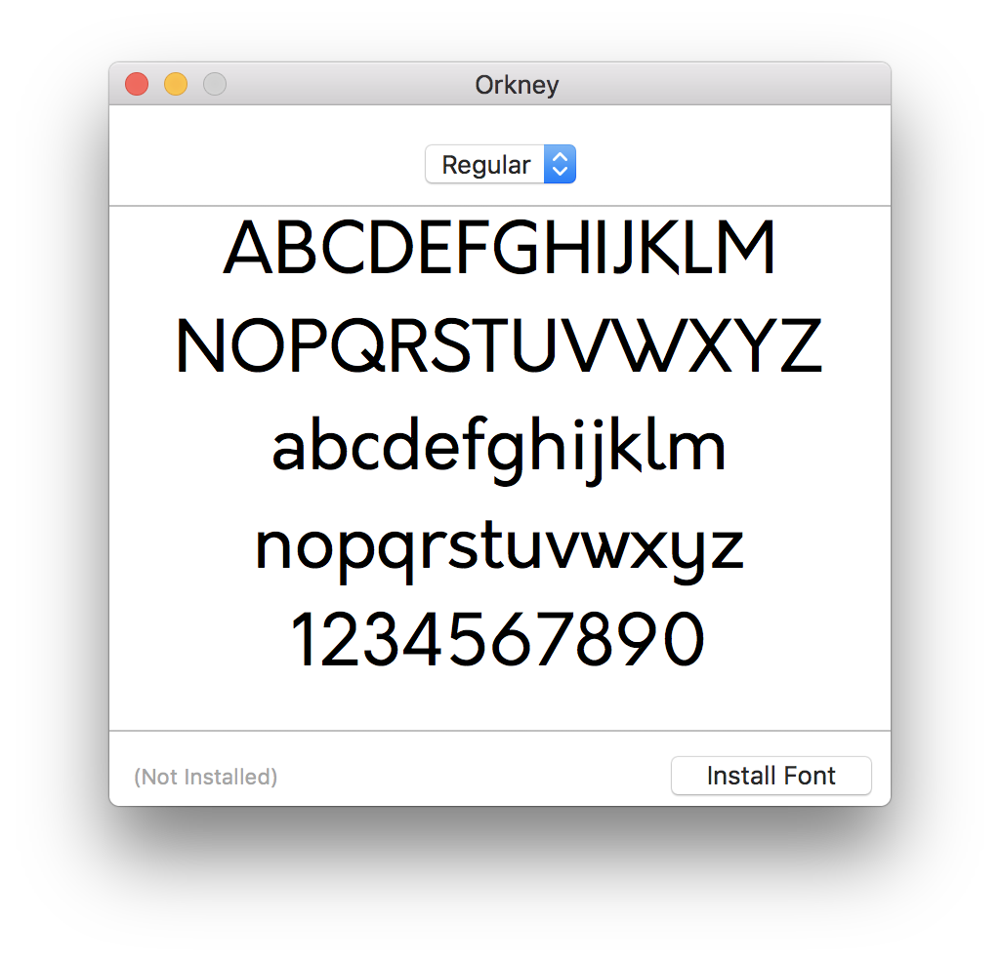 Orkney
Regular
ABCDEFGHIJKLM
NOPQRSTUVWXYZ
abcdefghijklm
nopqrstuvwxyz
1234567890
(Not Installed)
Install Font